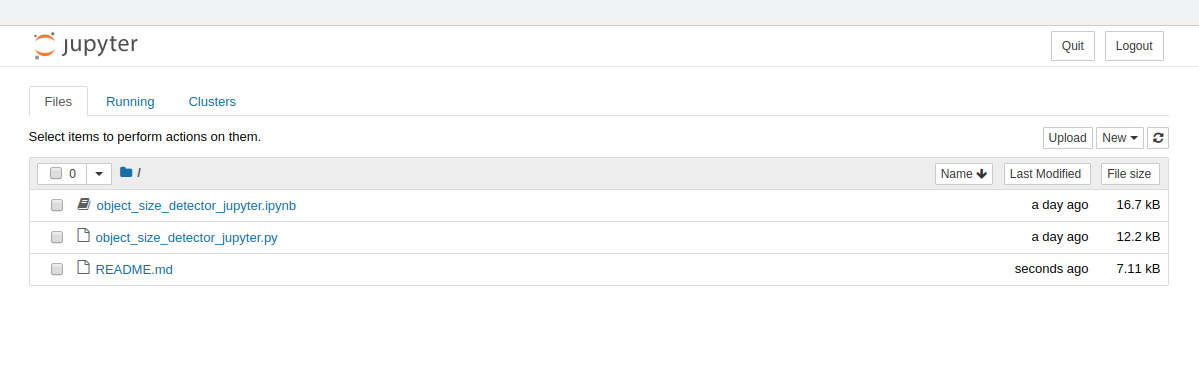 jupyter Quit Logout
Files Running Clusters
Select items to perform actions on them. Upload New
0 / Name Last Modified File size
object_size_detector_jupyter.ipynb a day ago 16.7 kB
object_size_detector_jupyter.py a day ago 12.2 kB
README.md seconds ago 7.11 kB